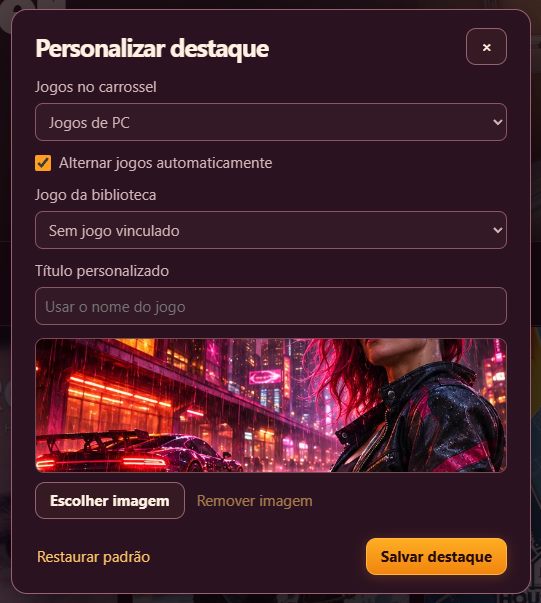 Personalizar destaque
×
Jogos no carrossel
Jogos de PC
Alternar jogos automaticamente
Jogo da biblioteca
Sem jogo vinculado
Título personalizado
Usar o nome do jogo
Escolher imagem
Remover imagem
Restaurar padrão
Salvar destaque